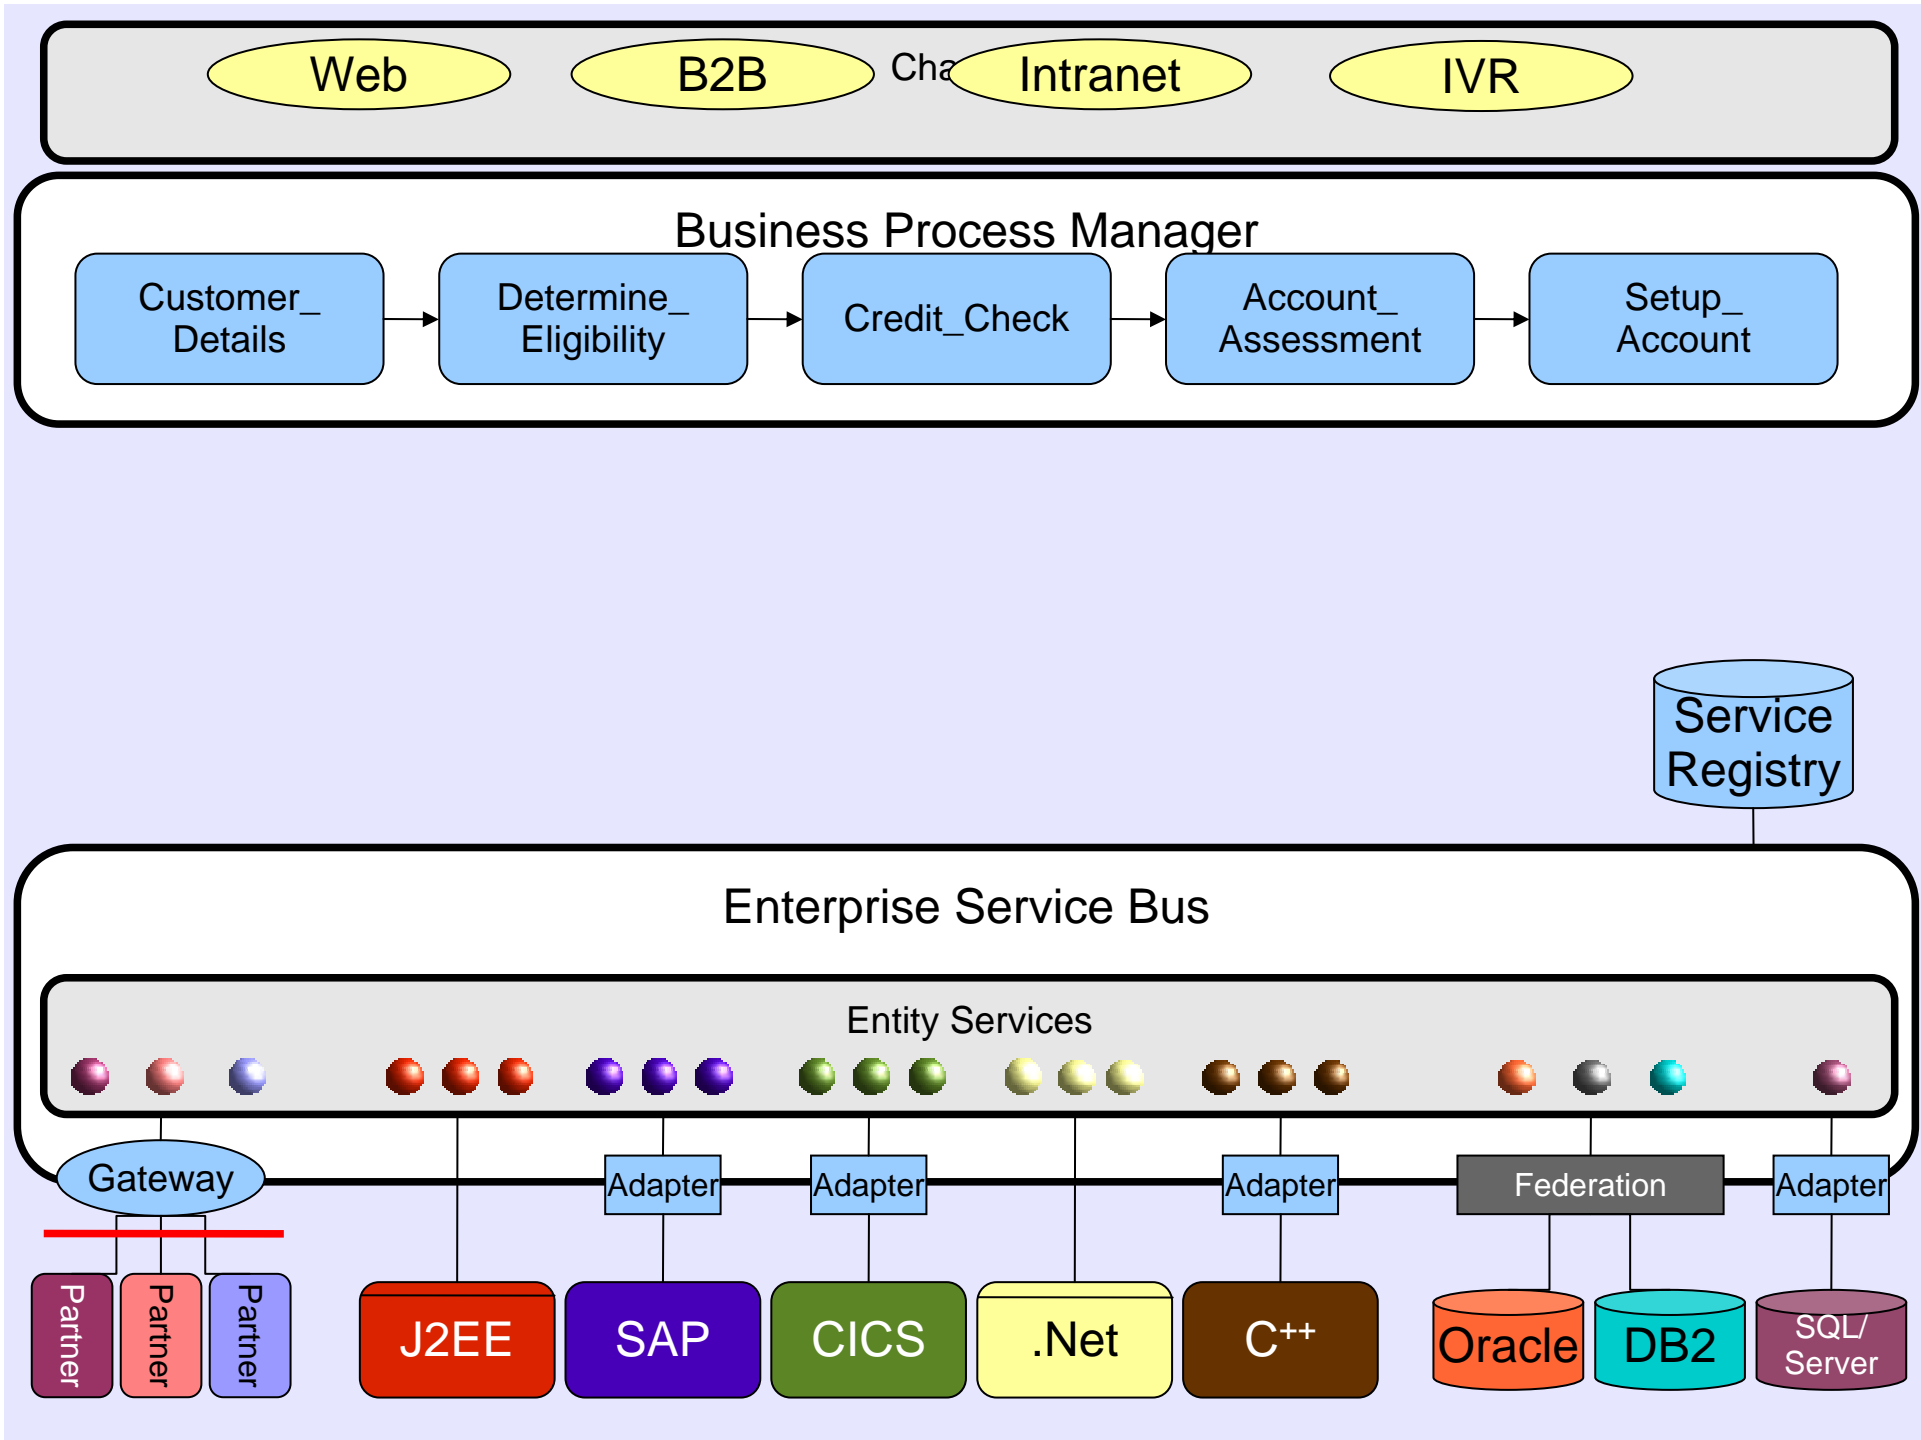 Web
B2B
Intranet
IVR
Business Process Manager
Customer_
Details
Determine_
Eligibility
Credit_Check
Account_
Assessment
Setup_
Account
Service
Registry
Enterprise Service Bus
Entity Services
Gateway
Adapter
Adapter
Adapter
Federation
Adapter
Partner
Partner
Partner
J2EE
SAP
CICS
.Net
C++
Oracle
DB2
SQL/
Server